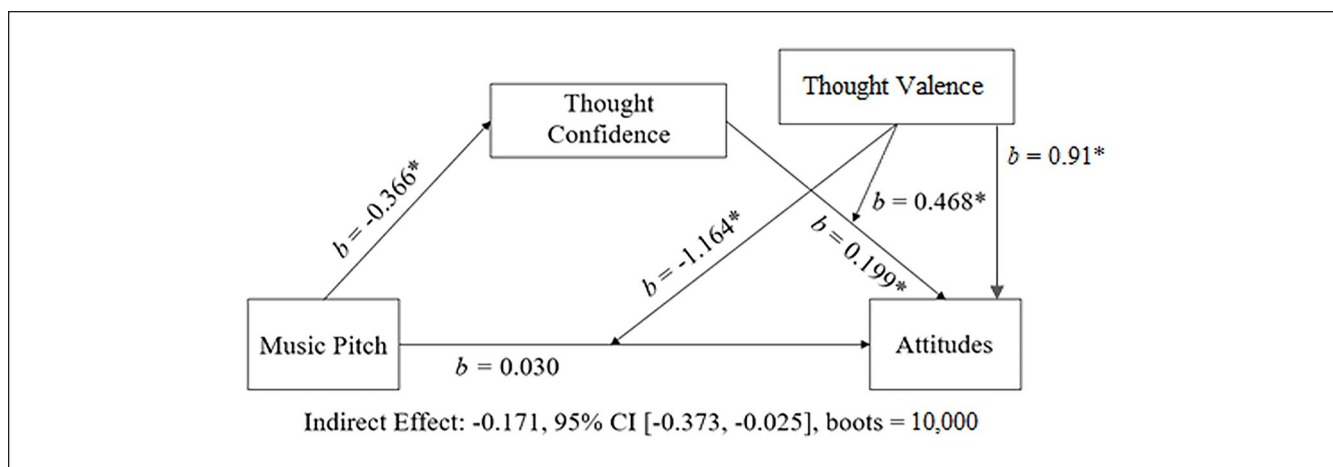 Thought Valence
Thought
Confidence
b = 0.91*
b = -0.366*
b = 0.468*
b = -1.164*
b = 0.199*
Music Pitch
Attitudes
b = 0.030
Indirect Effect: -0.171, 95% CI [-0.373, -0.025], boots = 10,000